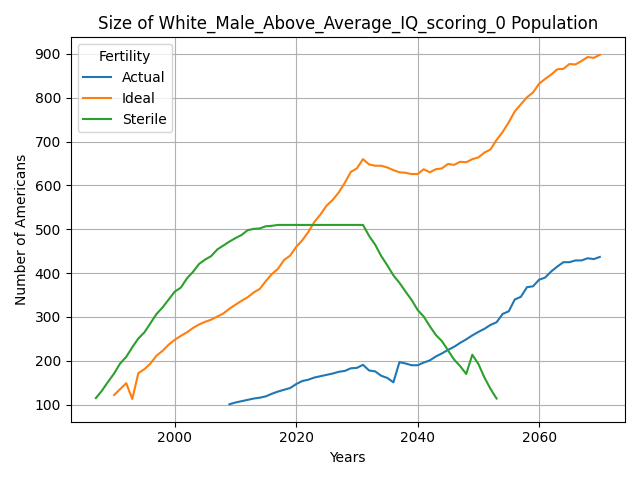 Size of White_Male_Above_Average_IQ_scoring_0 Population
Fertility
Actual
Ideal
Sterile
Number of Americans
900
800
700
600
500
400
300
200
100
2000 2020 2040 2060
Years